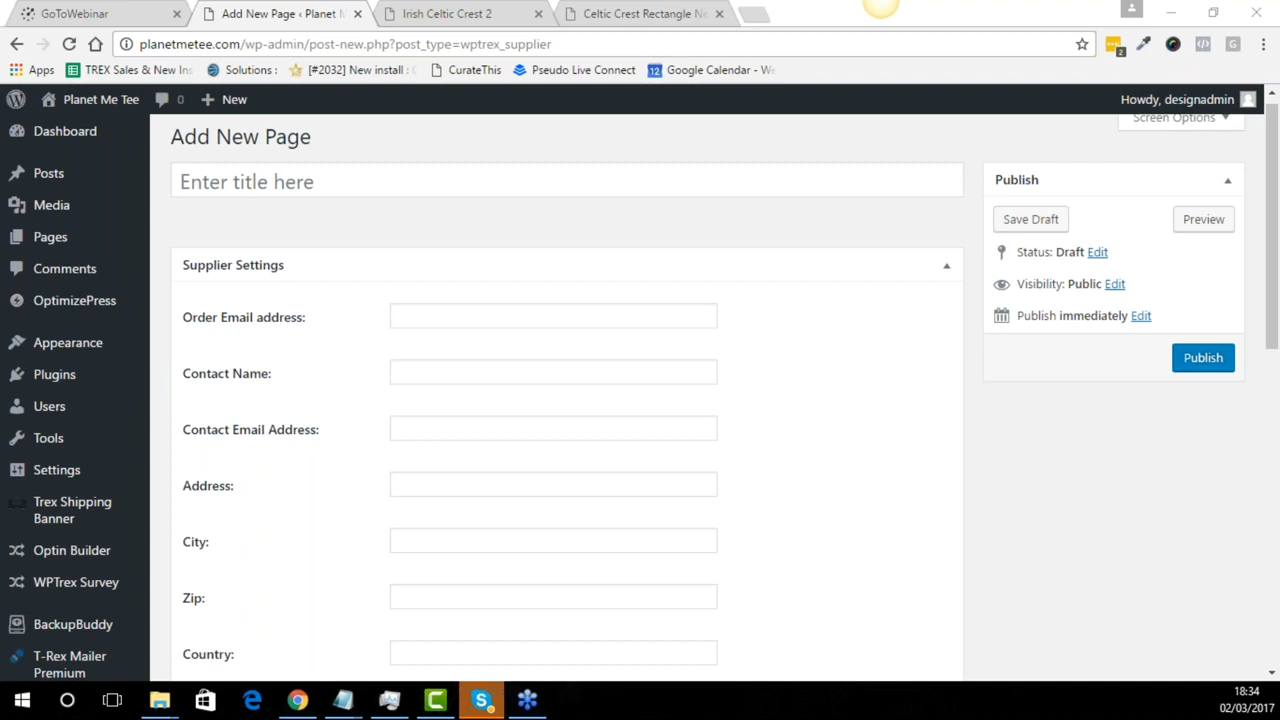 GoToWebinar
Add New Page ‹ Planet M
Irish Celtic Crest 2
Celtic Crest Rectangle Ne
planetmetee.com/wp-admin/post-new.php?post_type=wptrex_supplier
2
Apps
TREX Sales & New Ins
Solutions :
[#2032] New install : 
CurateThis
Pseudo Live Connect
12
Google Calendar - We
Planet Me Tee
0
New
Howdy, designadmin
Dashboard
Posts
Media
Pages
Comments
OptimizePress
Appearance
Plugins
Users
Tools
Settings
Trex Shipping
Banner
Optin Builder
WPTrex Survey
BackupBuddy
T-Rex Mailer
Premium
Screen Options
Add New Page
Enter title here
Supplier Settings
Order Email address:
Contact Name:
Contact Email Address:
Address:
City:
Zip:
Country:
Publish
Save Draft
Preview
Status: Draft Edit
Visibility: Public Edit
Publish immediately Edit
Publish
18:34
02/03/2017